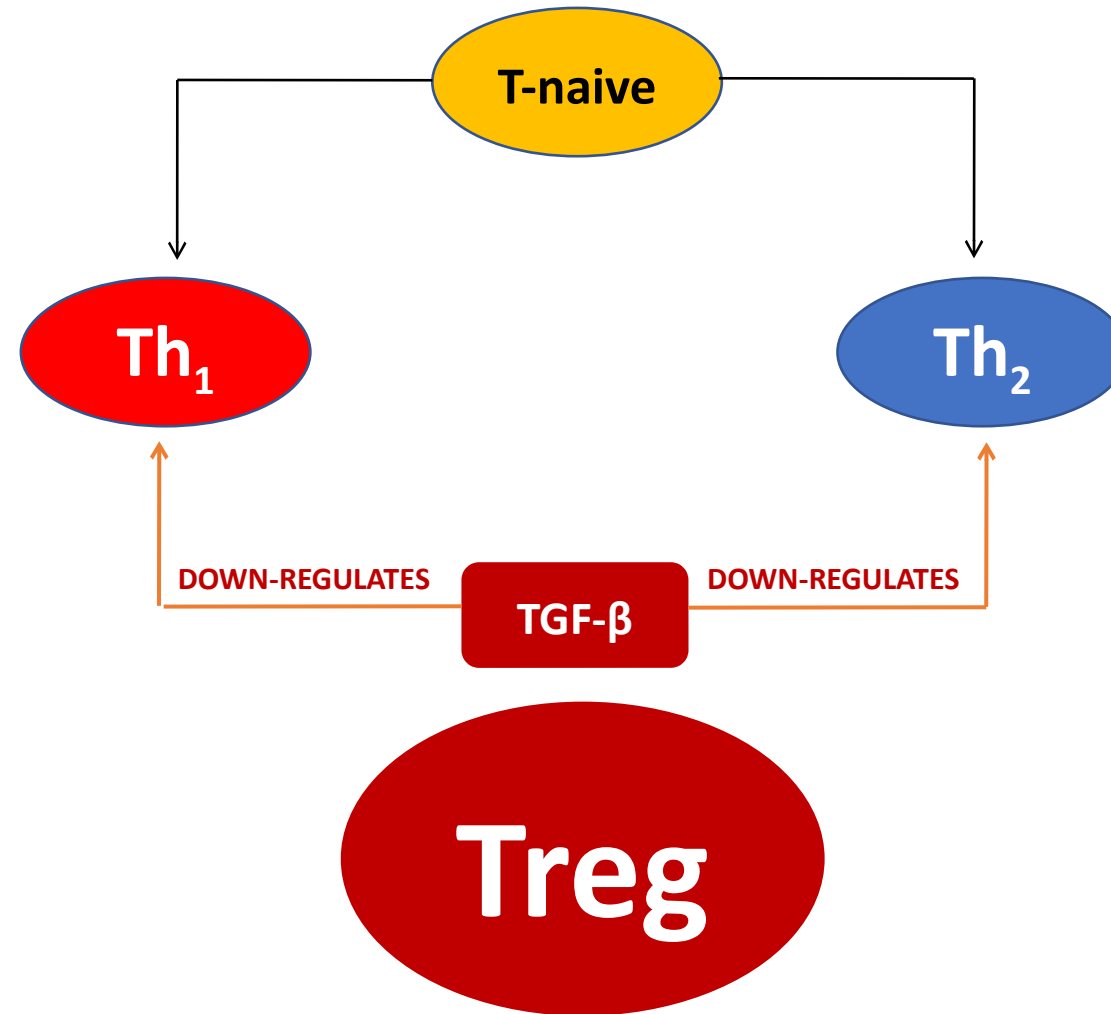 T-naive
Th₁
Th₂
DOWN-REGULATES
DOWN-REGULATES
TGF-β
Treg